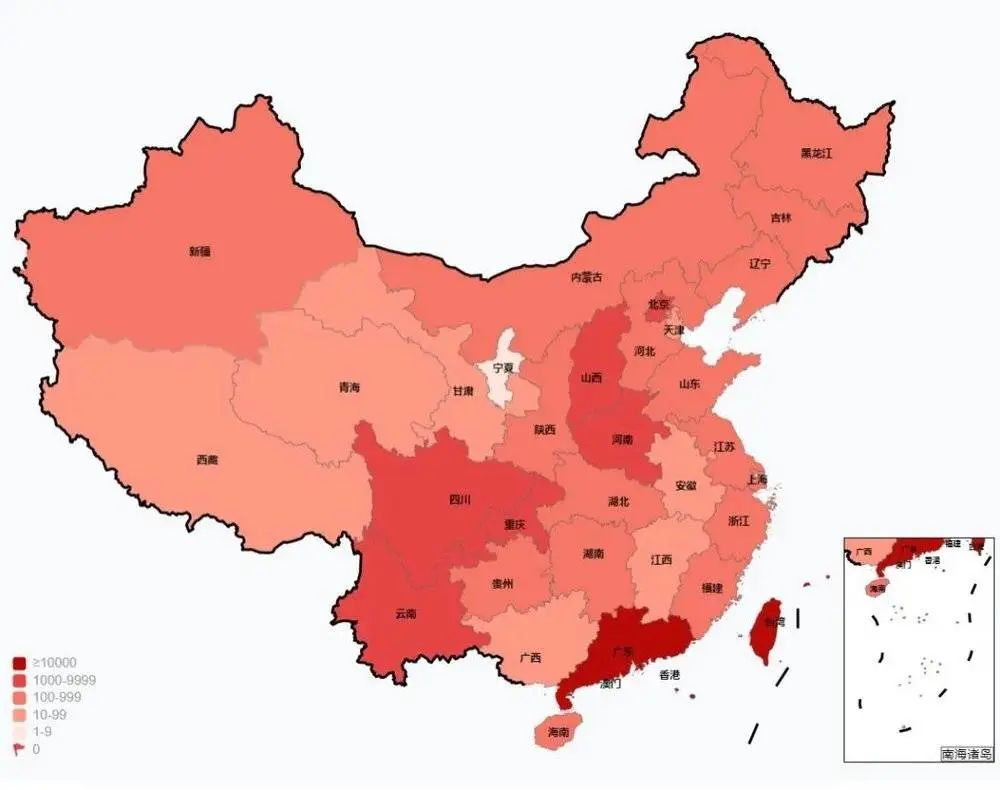 黑龙江
吉林
新疆
辽宁
内蒙古
北京
天津
河北
宁夏
山西
山东
青海
甘肃
陕西
河南
江苏
西藏
上海
安徽
四川
湖北
浙江
重庆
湖南
江西
贵州
福建
云南
台湾
广东
广西
香港
澳门
海南
≥10000
1000-9999
100-999
10-99
1-9
0
福建
台湾
广西
广东
香港
澳门
海南
南海诸岛